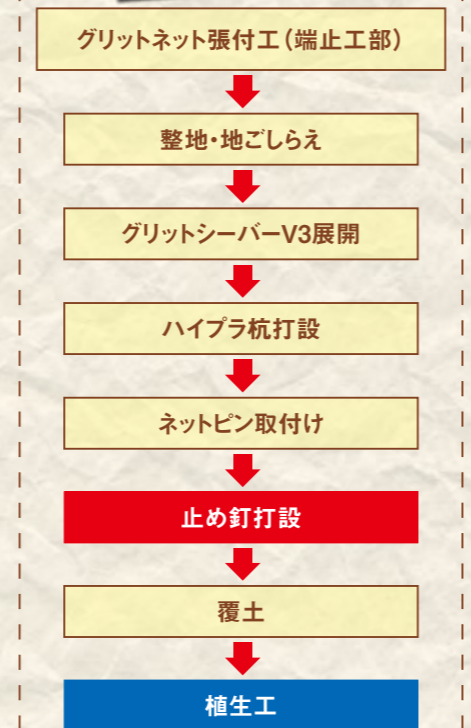 グリットネット張付工（端止工部）
整地・地ごしらえ
グリットシーバーV3展開
ハイプラ杭打設
ネットピン取付け
止め釘打設
覆土
植生工